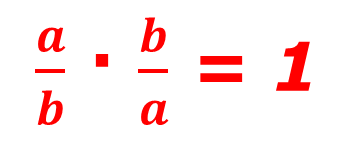 a/b · b/a = 1